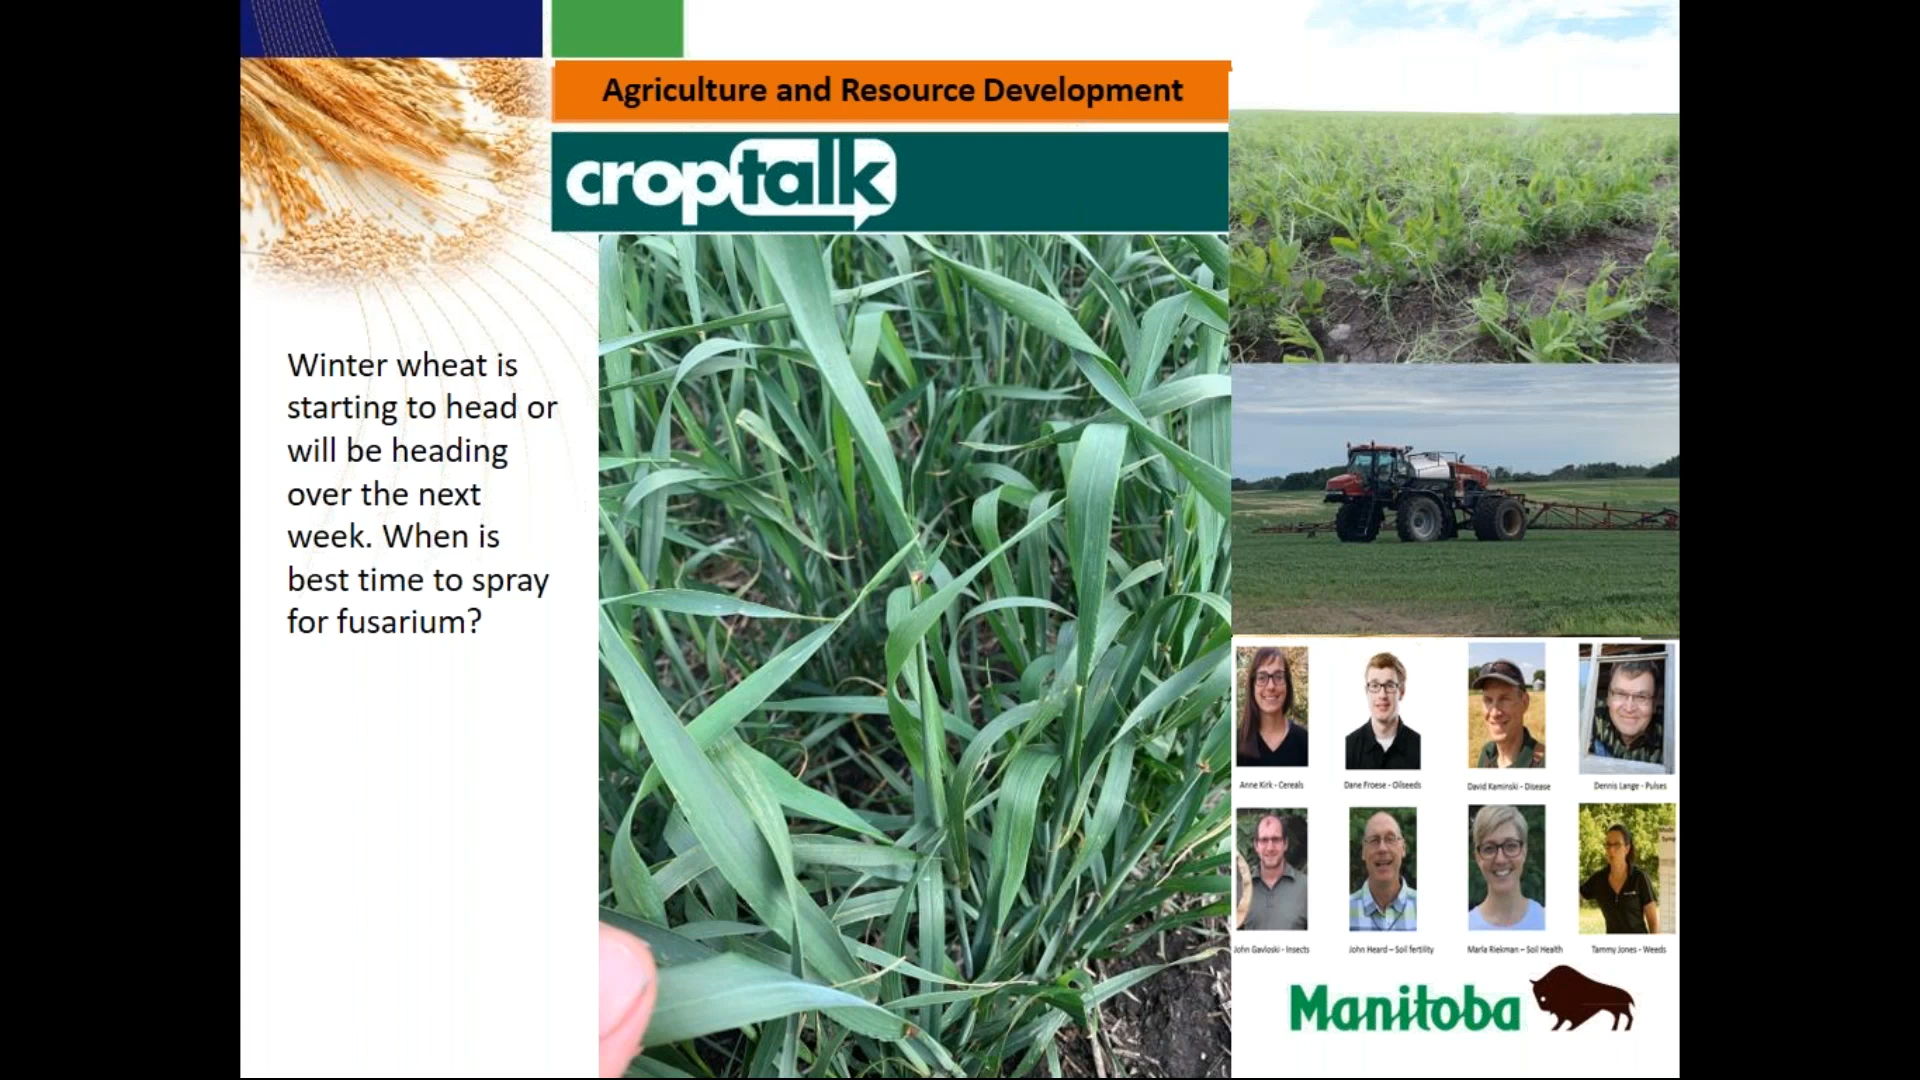 Agriculture and Resource Development
croptalk
Winter wheat is
starting to head or
will be heading
over the next
week. When is
best time to spray
for fusarium?
Anne Kirk - Cereals
Dane Froese - Oilseeds
David Kaminski - Disease
Dennis Lange - Pulses
John Gavloski - Insects
John Heard – Soil fertility
Marla Riekman – Soil Health
Tammy Jones - Weeds
Manitoba